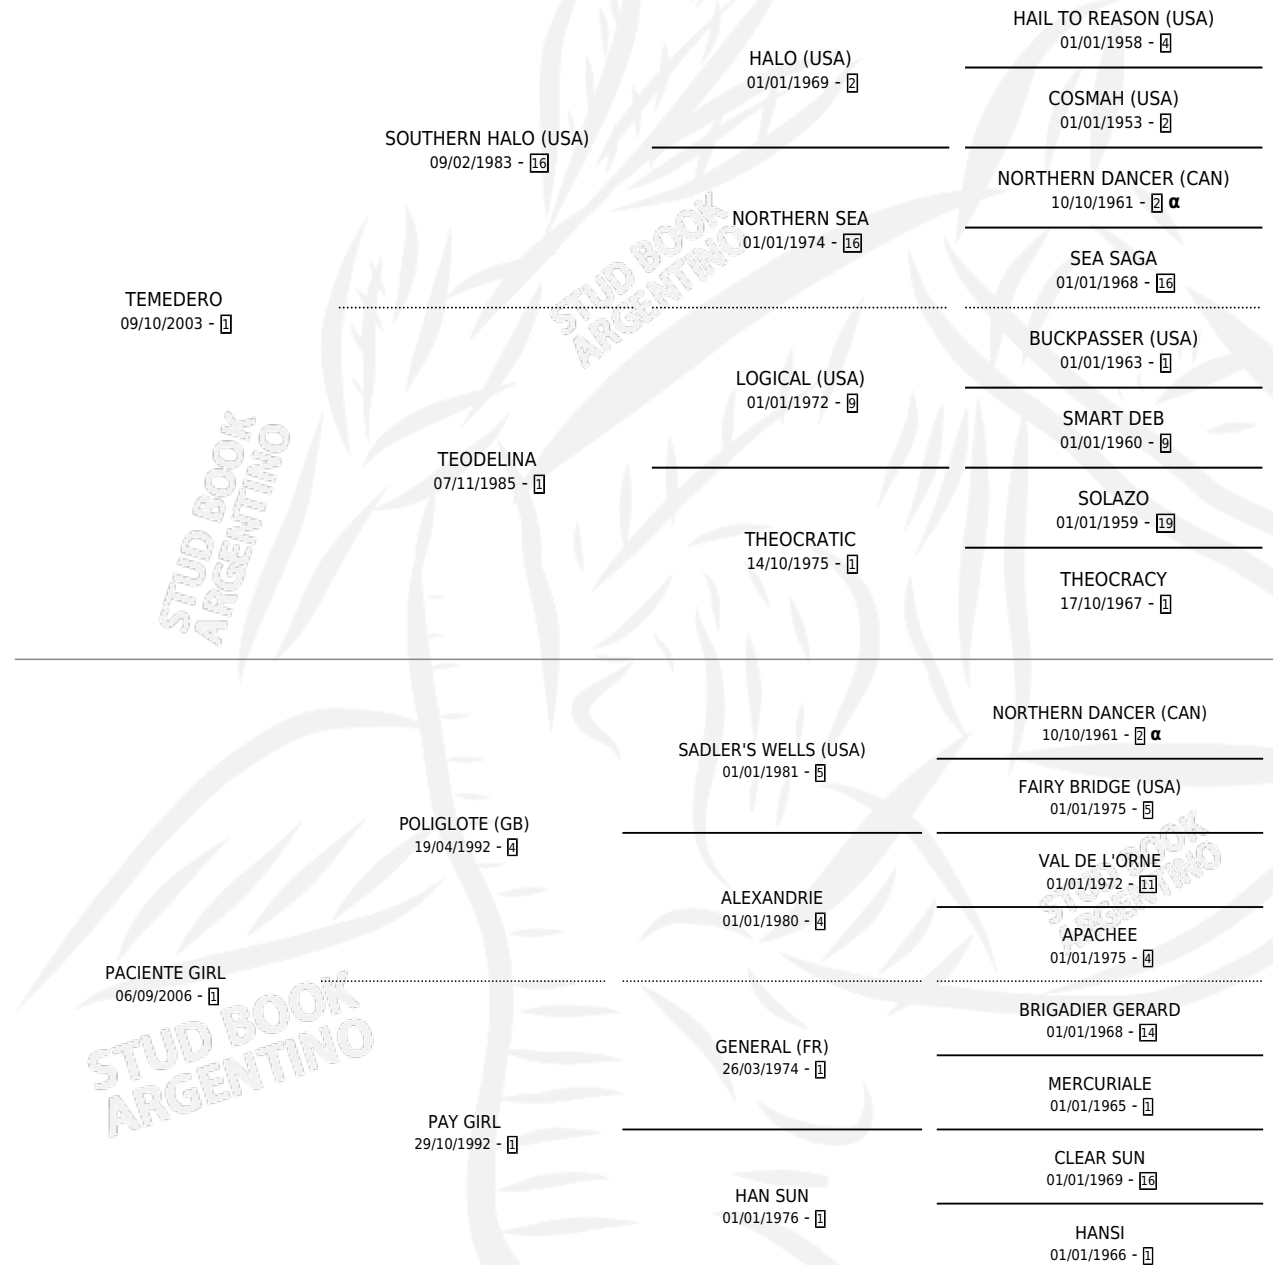 HAIL TO REASON (USA)
01/01/1958 - 4
HALO (USA)
01/01/1969 - 2
COSMAH (USA)
01/01/1953 - 2
SOUTHERN HALO (USA)
09/02/1983 - 16
NORTHERN DANCER (CAN)
10/10/1961 - 2 α
NORTHERN SEA
01/01/1974 - 16
SEA SAGA
01/01/1968 - 16
TEMEDERO
09/10/2003 - 1
BUCKPASSER (USA)
01/01/1963 - 1
LOGICAL (USA)
01/01/1972 - 9
SMART DEB
01/01/1960 - 9
TEODELINA
07/11/1985 - 1
SOLAZO
01/01/1959 - 19
THEOCRATIC
14/10/1975 - 1
THEOCRACY
17/10/1967 - 1
NORTHERN DANCER (CAN)
10/10/1961 - 2 α
SADLER'S WELLS (USA)
01/01/1981 - 5
FAIRY BRIDGE (USA)
01/01/1975 - 5
POLIGLOTE (GB)
19/04/1992 - 4
VAL DE L'ORNE
01/01/1972 - 11
ALEXANDRIE
01/01/1980 - 4
APACHEE
01/01/1975 - 4
PACIENTE GIRL
06/09/2006 - 1
BRIGADIER GERARD
01/01/1968 - 14
GENERAL (FR)
26/03/1974 - 1
MERCURIALE
01/01/1965 - 1
PAY GIRL
29/10/1992 - 1
CLEAR SUN
01/01/1969 - 16
HAN SUN
01/01/1976 - 1
HANSI
01/01/1966 - 1
STUD BOOK
ARGENTINO
STUD BOOK
ARGENTINO
STUD BOOK
ARGENTINO
STUD BOOK
ARGENTINO